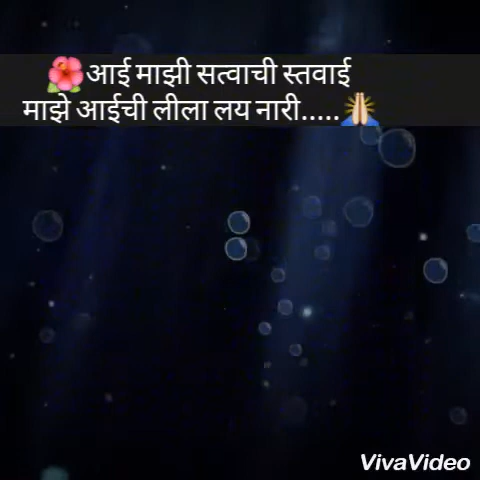 🌺आई माझी सत्वाची स्तवाई
माझे आईची लीला लय नारी.....🙏
VivaVideo